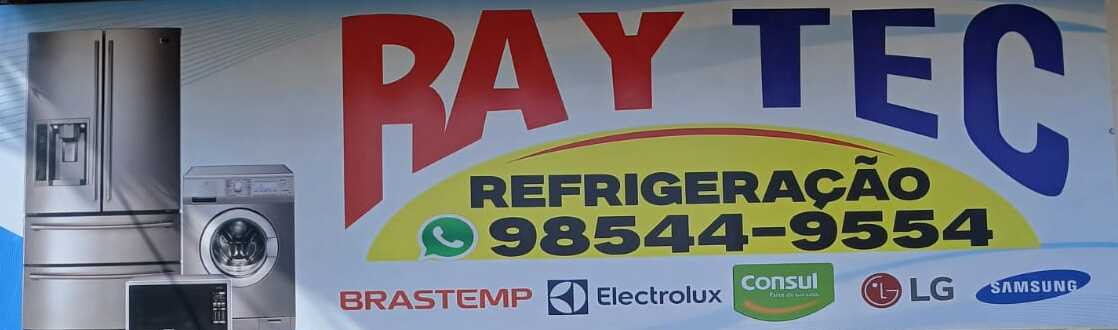 RAY TEC
REFRIGERAÇÃO
98544-9554
BRASTEMP Electrolux Consul LG SAMSUNG